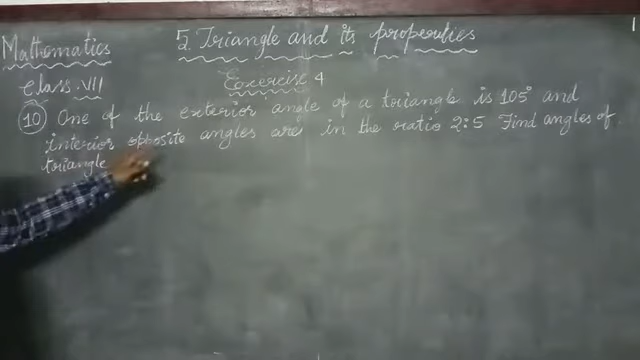 Mathematics
5. Triangle and its properties
Class. VII
Exercise 4
10) One of the exterior angle of a triangle is 105° and
interior opposite angles are in the ratio 2:5 Find angles of
triangle